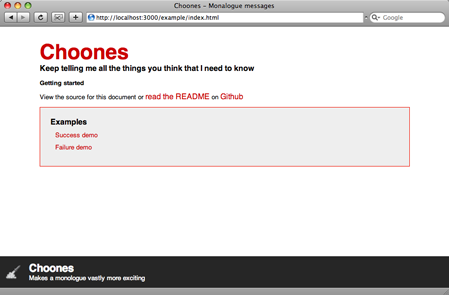 Choones – Monologue messages
http://localhost:3000/example/index.html
Google
Choones
Keep telling me all the things you think that I need to know
Getting started
View the source for this document or read the README on Github
Examples
Success demo
Failure demo
Choones
Makes a monologue vastly more exciting